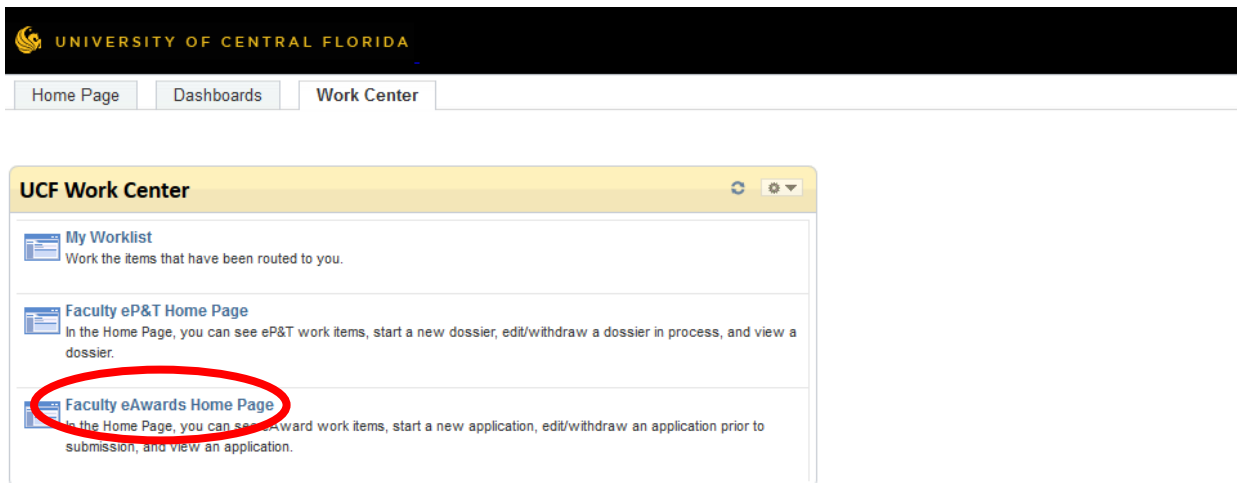 UNIVERSITY OF CENTRAL FLORIDA
Home Page Dashboards Work Center
UCF Work Center
My Worklist
Work the items that have been routed to you.
Faculty eP&T Home Page
In the Home Page, you can see eP&T work items, start a new dossier, edit/withdraw a dossier in process, and view a
dossier.
Faculty eAwards Home Page
In the Home Page, you can see eAward work items, start a new application, edit/withdraw an application prior to
submission, and view an application.